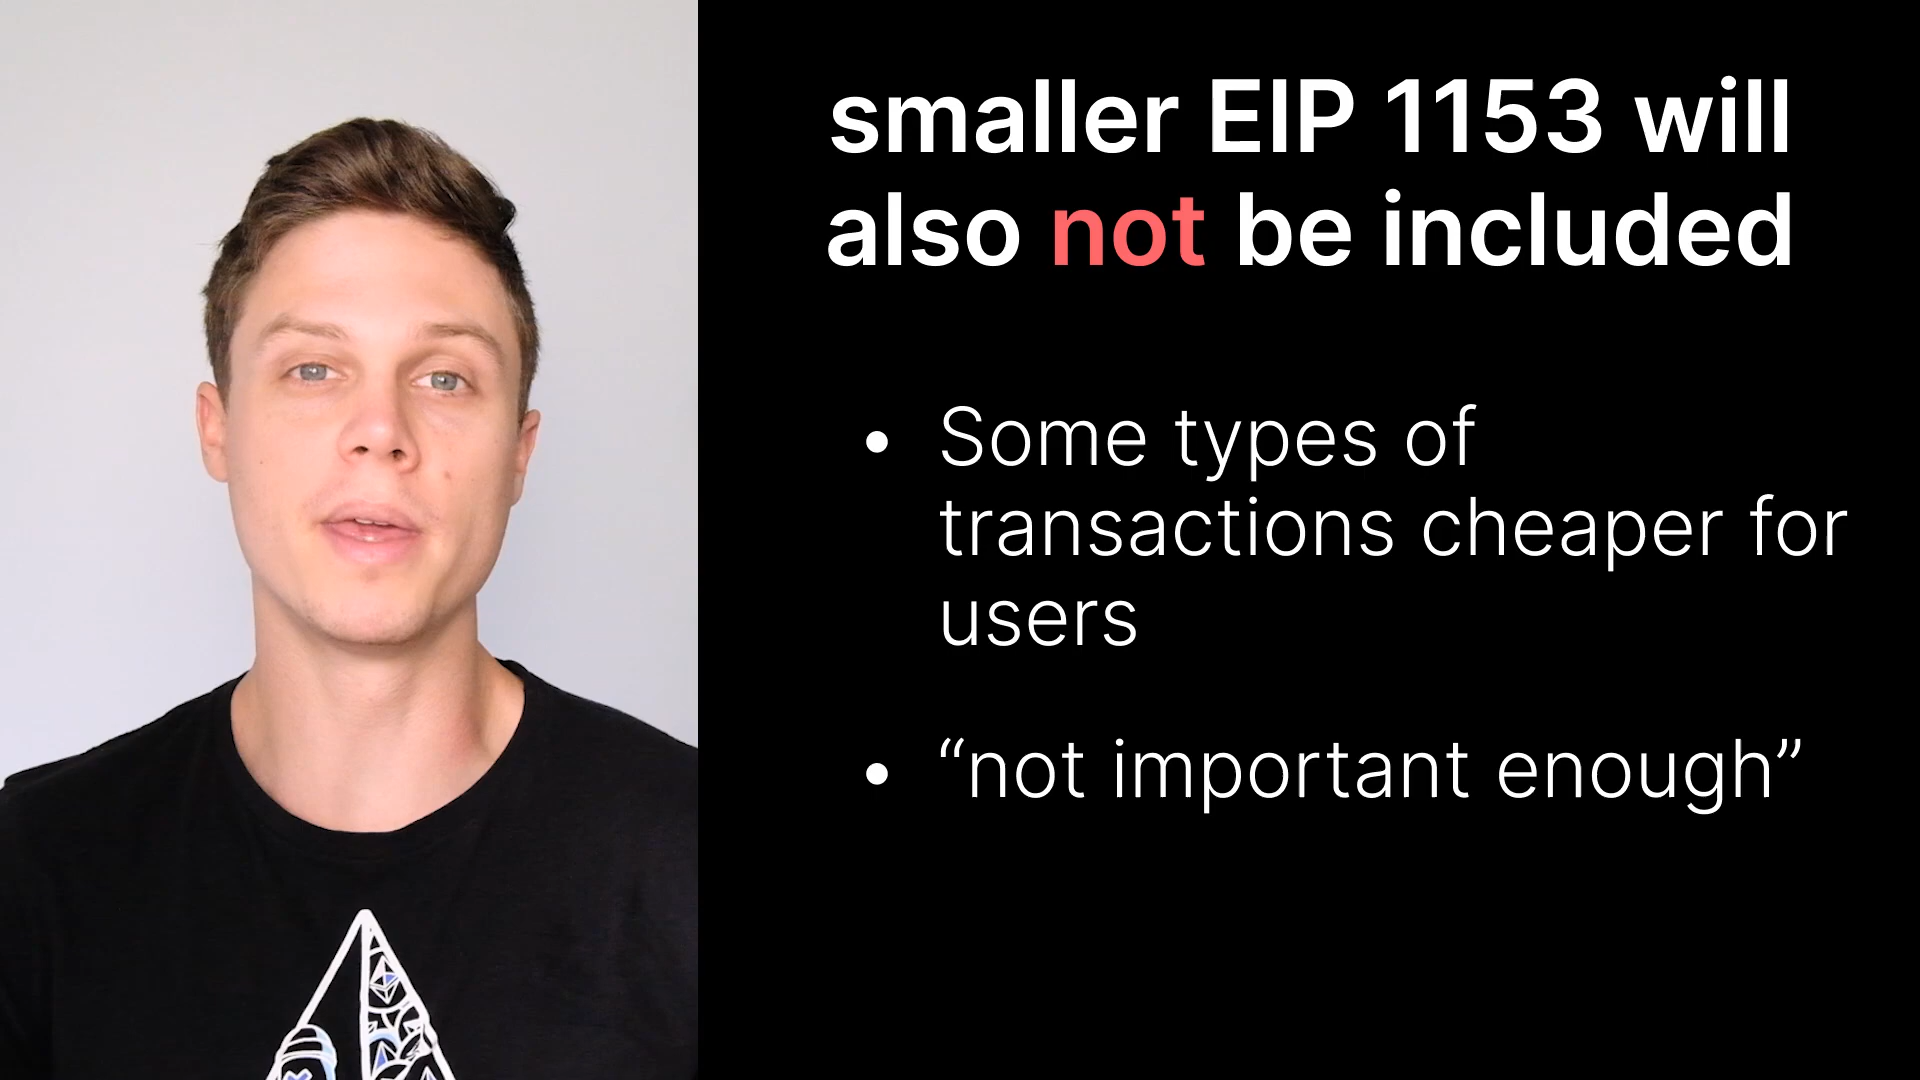 smaller EIP 1153 will
also not be included
• Some types of
transactions cheaper for
users
• “not important enough”